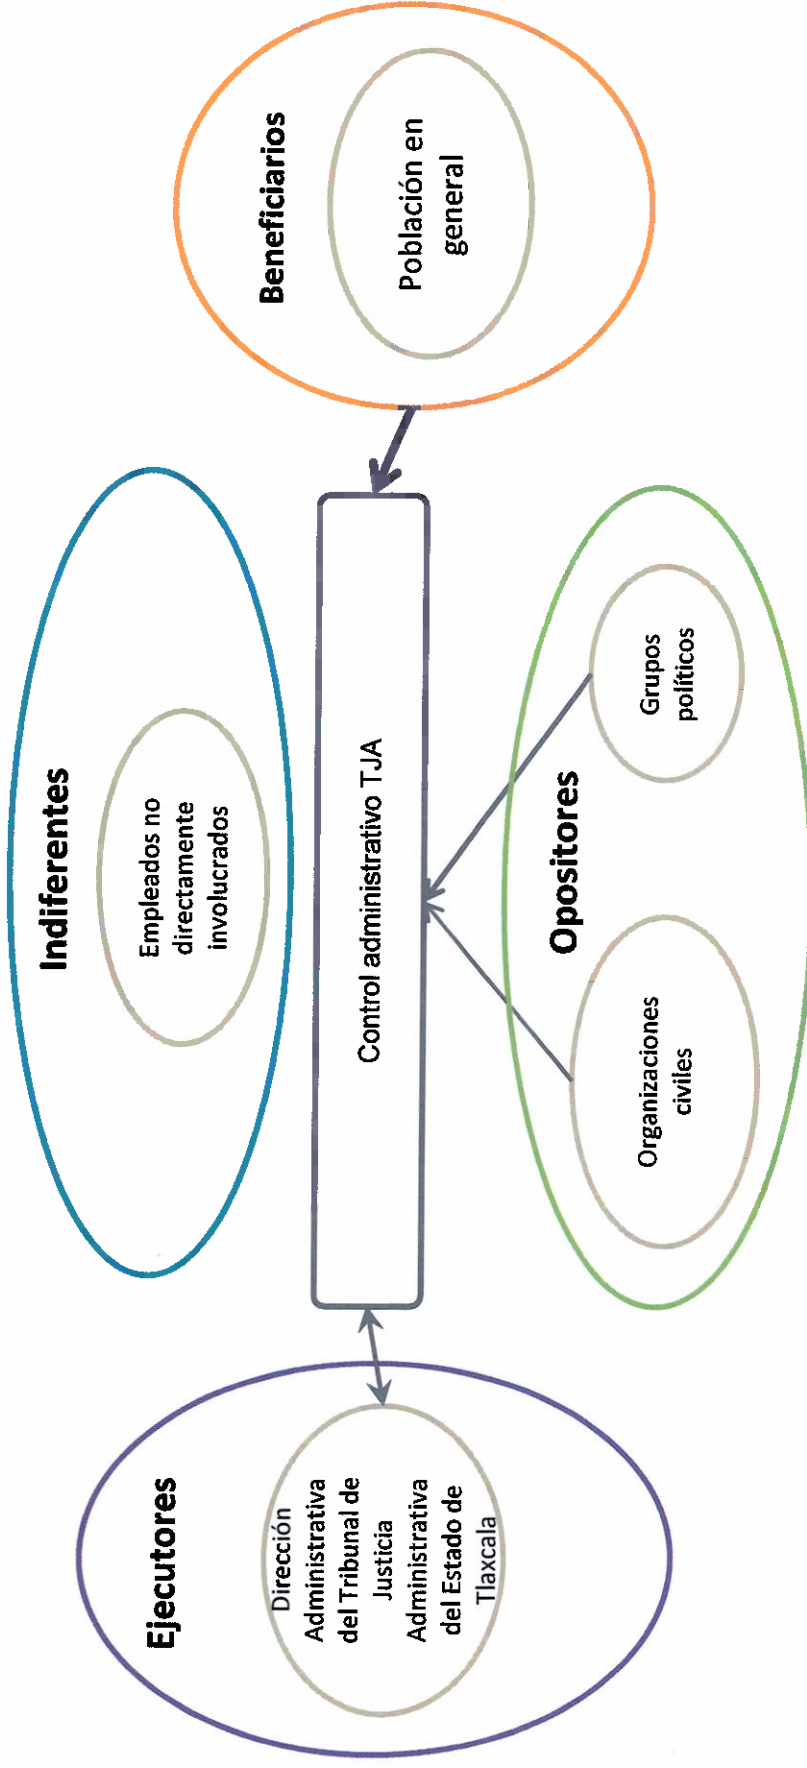 Indiferentes
Empleados no
directamente
involucrados
Ejecutores
Dirección
Administrativa
del Tribunal de
Justicia
Administrativa
del Estado de
Tlaxcala
Control administrativo TJA
Beneficiarios
Población en
general
Opositores
Organizaciones
civiles
Grupos
políticos